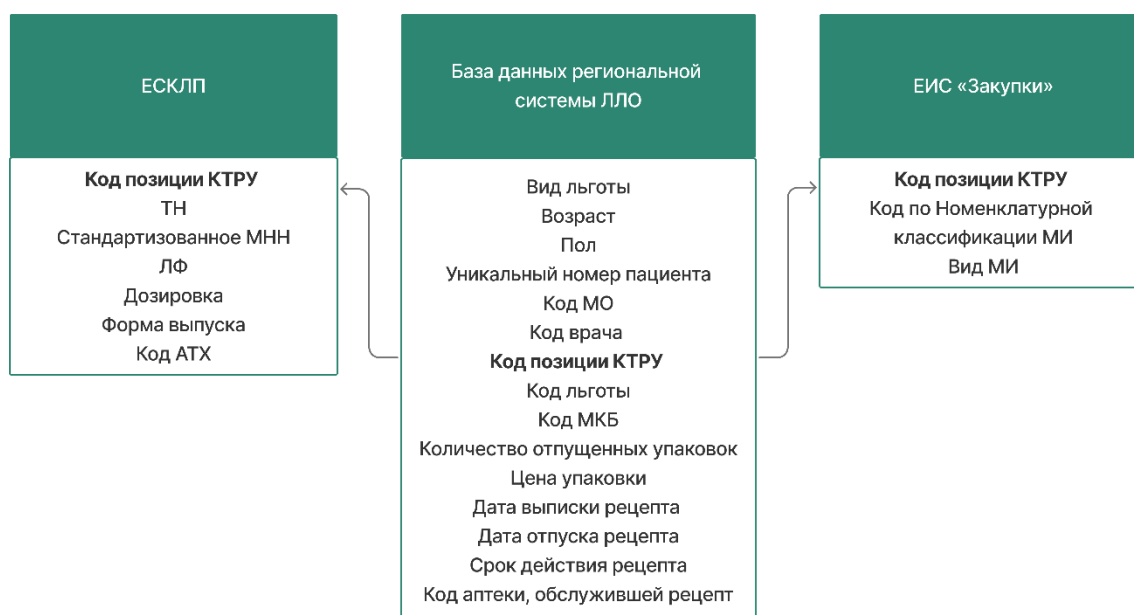 ЕСКЛП
Код позиции КТРУ
ТН
Стандартизованное МНН
ЛФ
Дозировка
Форма выпуска
Код АТХ
База данных региональной
системы ЛЛО
Вид льготы
Возраст
Пол
Уникальный номер пациента
Код МО
Код врача
Код позиции КТРУ
Код льготы
Код МКБ
Количество отпущенных упаковок
Цена упаковки
Дата выписки рецепта
Дата отпуска рецепта
Срок действия рецепта
Код аптеки, обслужившей рецепт
ЕИС «Закупки»
Код позиции КТРУ
Код по Номенклатурной
классификации МИ
Вид МИ